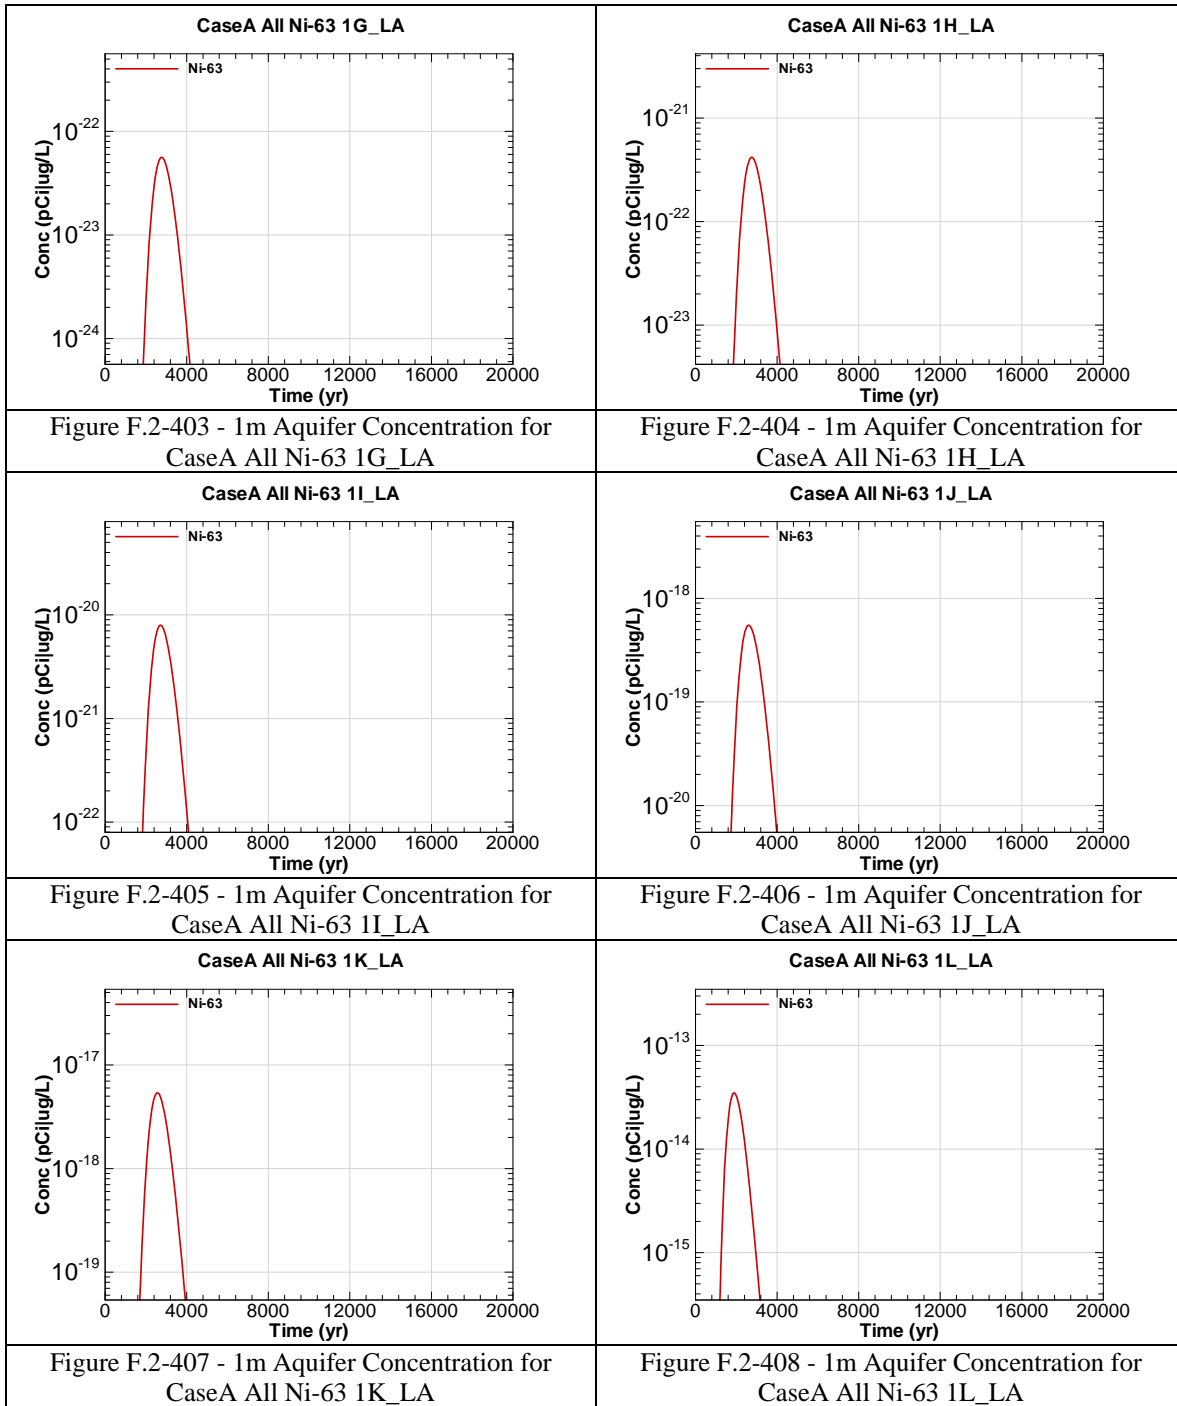 CaseA All Ni-63 1G_LA
Ni-63
10-22
10-23
10-24
Conc (pCi|ug/L)
0 4000 8000 12000 16000 20000
Time (yr)
Figure F.2-403 - 1m Aquifer Concentration for
CaseA All Ni-63 1G_LA
CaseA All Ni-63 1H_LA
Ni-63
10-21
10-22
10-23
Conc (pCi|ug/L)
0 4000 8000 12000 16000 20000
Time (yr)
Figure F.2-404 - 1m Aquifer Concentration for
CaseA All Ni-63 1H_LA
CaseA All Ni-63 1I_LA
Ni-63
10-20
10-21
10-22
Conc (pCi|ug/L)
0 4000 8000 12000 16000 20000
Time (yr)
Figure F.2-405 - 1m Aquifer Concentration for
CaseA All Ni-63 1I_LA
CaseA All Ni-63 1J_LA
Ni-63
10-18
10-19
10-20
Conc (pCi|ug/L)
0 4000 8000 12000 16000 20000
Time (yr)
Figure F.2-406 - 1m Aquifer Concentration for
CaseA All Ni-63 1J_LA
CaseA All Ni-63 1K_LA
Ni-63
10-17
10-18
10-19
Conc (pCi|ug/L)
0 4000 8000 12000 16000 20000
Time (yr)
Figure F.2-407 - 1m Aquifer Concentration for
CaseA All Ni-63 1K_LA
CaseA All Ni-63 1L_LA
Ni-63
10-13
10-14
10-15
Conc (pCi|ug/L)
0 4000 8000 12000 16000 20000
Time (yr)
Figure F.2-408 - 1m Aquifer Concentration for
CaseA All Ni-63 1L_LA